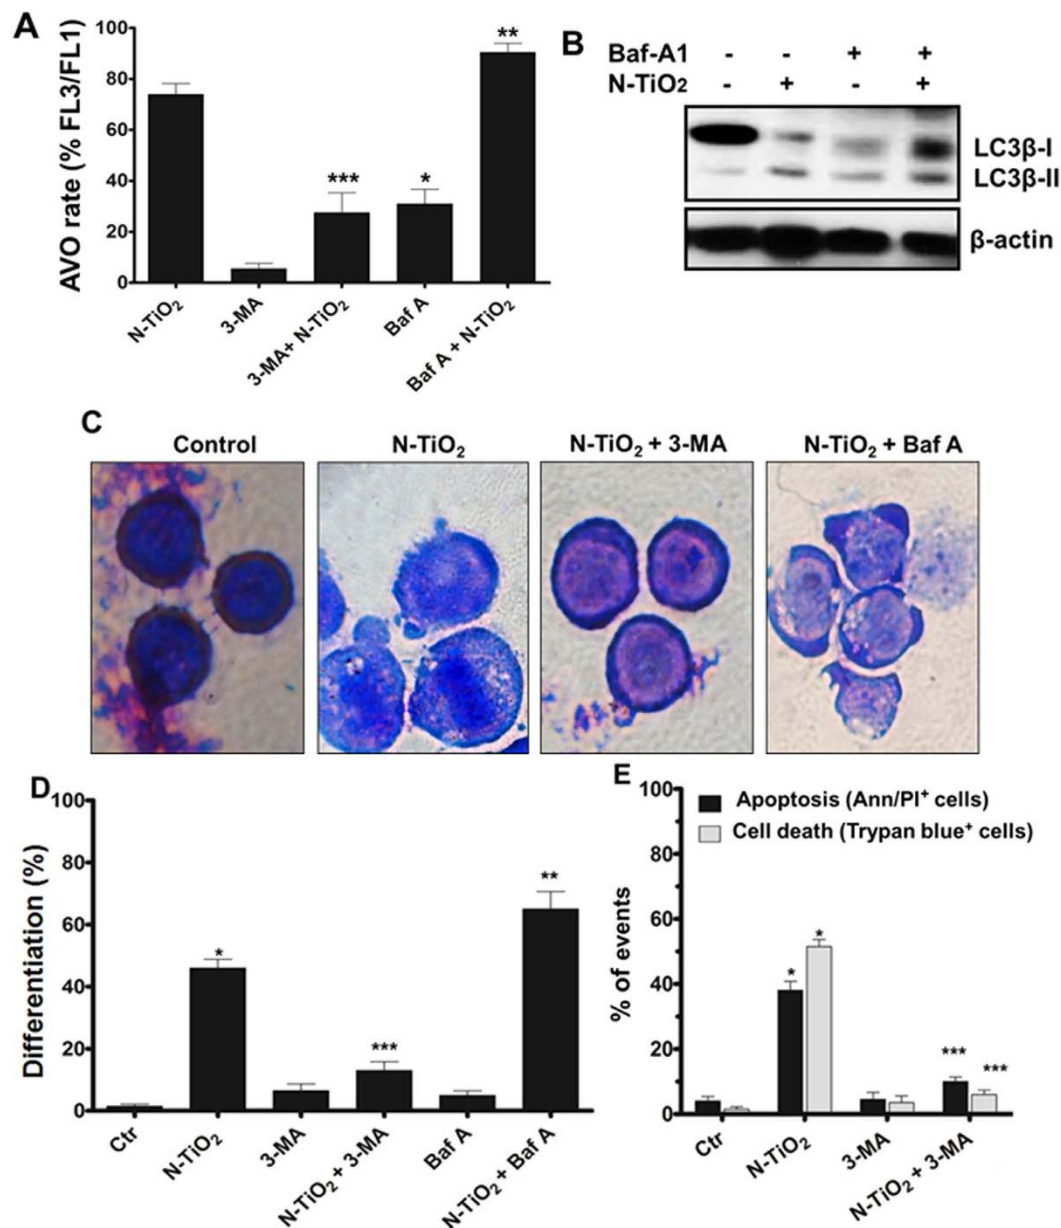 A
AVO rate (% FL3/FL1)
100
80
60
40
20
0
***
*
**
N-TiO2
3-MA
3-MA+ N-TiO2
Baf A
Baf A + N-TiO2
B
Baf-A1 - - + +
N-TiO2 - + - +
LC3β-I
LC3β-II
β-actin
C
Control
N-TiO2
N-TiO2 + 3-MA
N-TiO2 + Baf A
D
Differentiation (%)
100
80
60
40
20
0
*
***
**
Ctr
N-TiO2
3-MA
N-TiO2 + 3-MA
Baf A
N-TiO2 + Baf A
E
% of events
100
80
60
40
20
0
Apoptosis (Ann/PI+ cells)
Cell death (Trypan blue+ cells)
*
*
***
***
Ctr
N-TiO2
3-MA
N-TiO2 + 3-MA